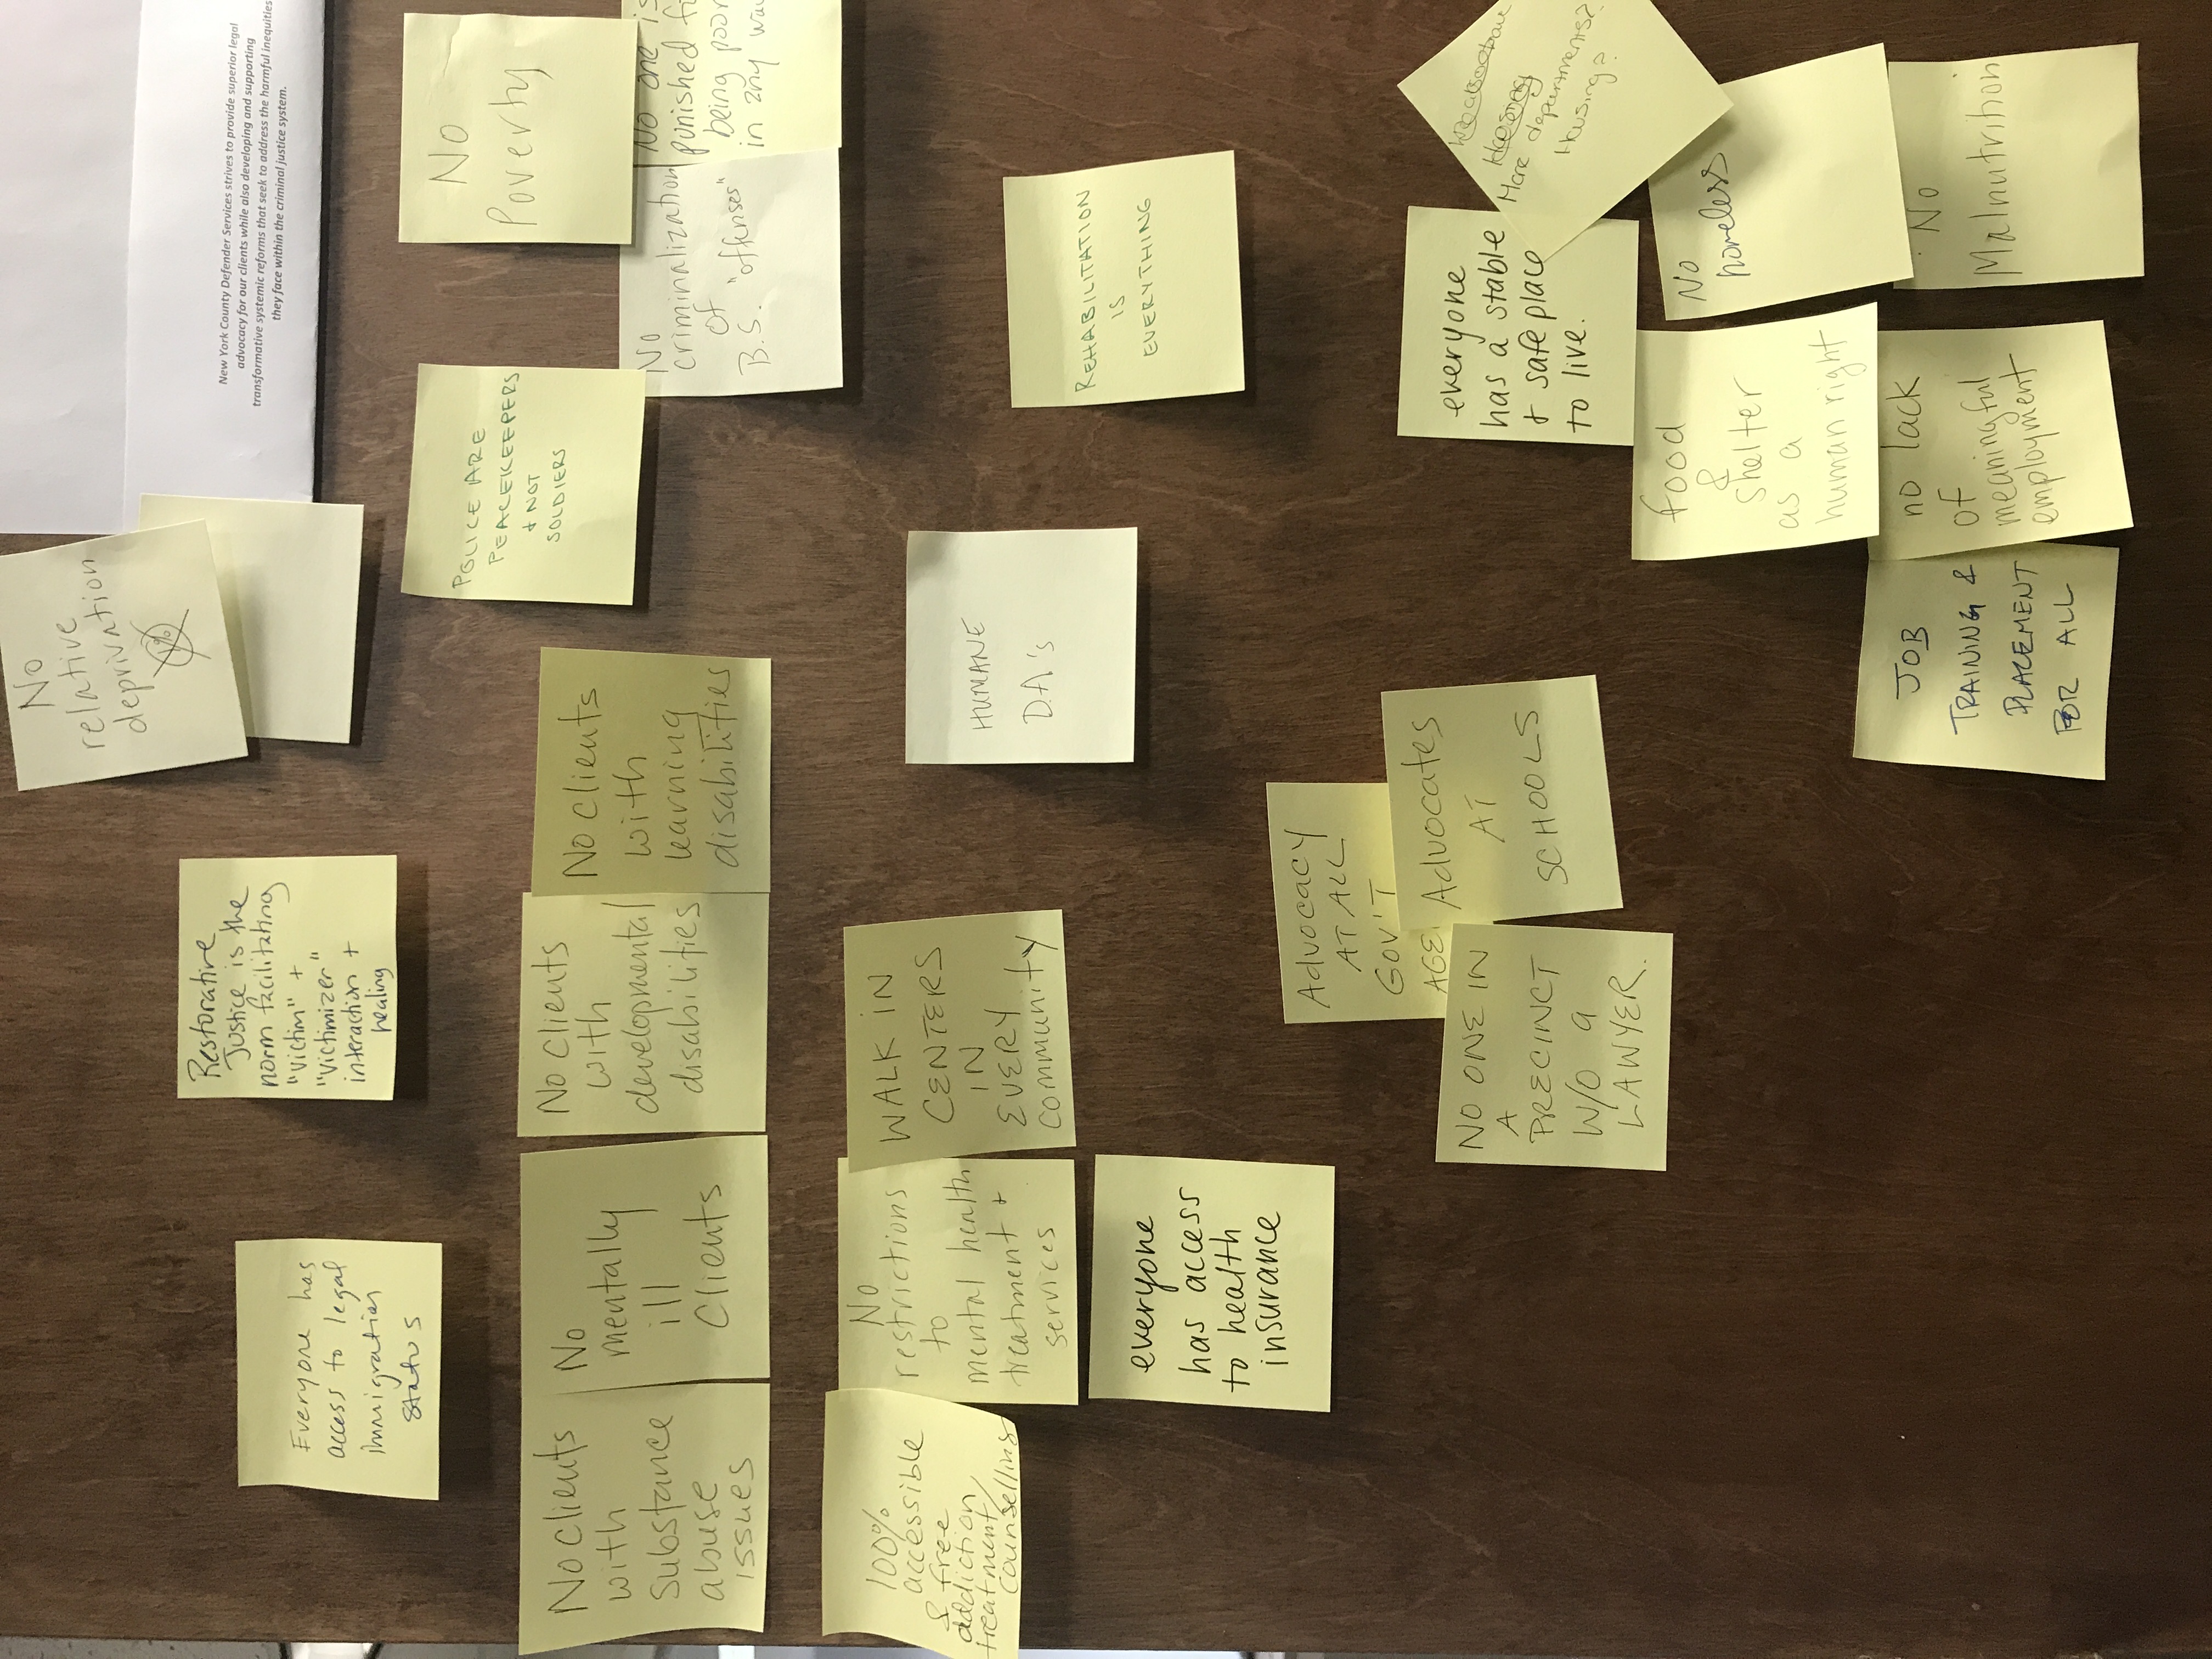 No
relative
deprivation
1%
New York County Defender Services strives to provide superior legal
advocacy for our clients while also developing and supporting
transformative systemic reforms that seek to address the harmful inequities
they face within the criminal justice system.
Restorative
Justice is the
norm facilitating
"victim" +
"victimizer"
interaction +
healing
Everyone has
access to legal
immigration
status
POLICE ARE
PEACEKEEPERS
+ NOT
SOLDIERS
No
Poverty
No clients
with
substance
abuse
issues
No
mentally
ill
clients
No clients
with
developmental
disabilities
No clients
with
learning
disabilities
No
criminalization
of
B.S. "offenses"
No one is
punished
being poor
in any
100%
accessible
& free
addiction
treatment/
counselling
No
restrictions
to
mental health
treatment +
services
WALK IN
CENTERS
IN
EVERY
community
HUMANE
D.A's
REHABILITATION
IS
EVERYTHING
everyone
has access
to health
insurance
Advocacy
AT ALL
GOV'T
AGE
Advocates
AT
SCHOOLS
NO ONE IN
A
PRECINCT
W/O a
LAWYER.
everyone
has a stable
+ safe place
to live.
Housing
More departments?
Housing?
food
&
shelter
as a
human right
No
homeless
JOB
TRAINING &
PLACEMENT
FOR ALL
no lack
of
meaningful
employment
No
Malnutrition